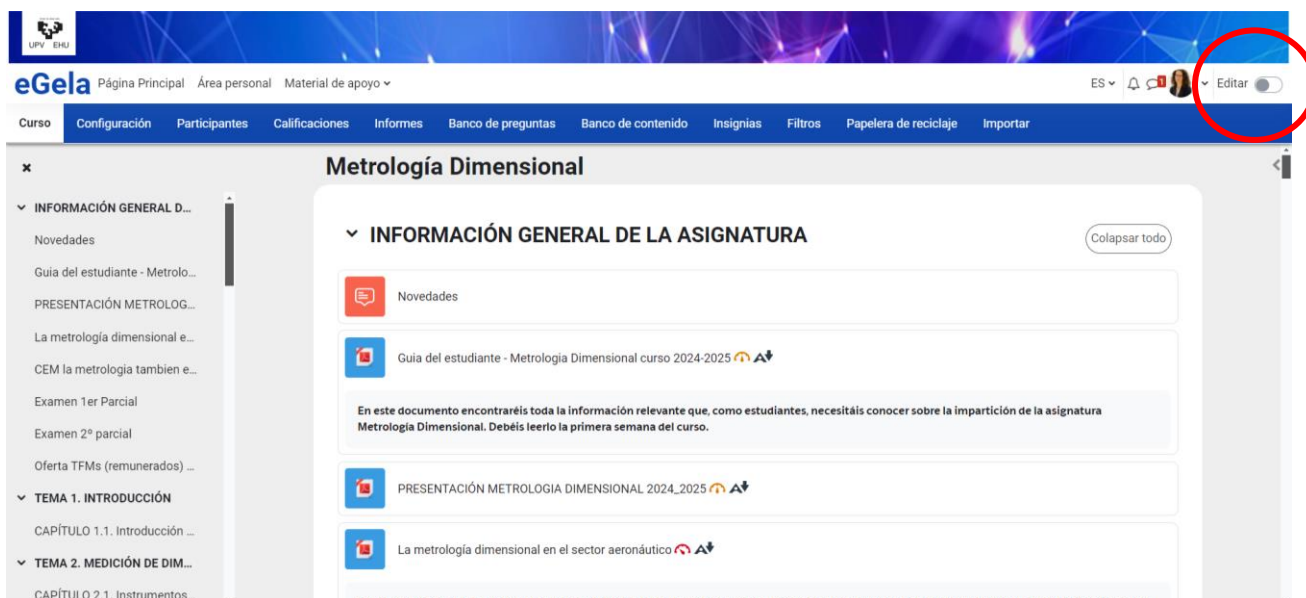 UPV EHU
eGela Página Principal Área personal Material de apoyo ES 1 Editar
Curso Configuración Participantes Calificaciones Informes Banco de preguntas Banco de contenido Insignias Filtros Papelera de reciclaje Importar
Metrología Dimensional
INFORMACIÓN GENERAL D...
Novedades
Guia del estudiante - Metrolo...
PRESENTACIÓN METROLOG...
La metrología dimensional e...
CEM la metrologia tambien e...
Examen 1er Parcial
Examen 2º parcial
Oferta TFMs (remunerados) ...
TEMA 1. INTRODUCCIÓN
CAPÍTULO 1.1. Introducción ...
TEMA 2. MEDICIÓN DE DIM...
CAPÍTULO 2.1. Instrumentos...
INFORMACIÓN GENERAL DE LA ASIGNATURA
Colapsar todo
Novedades
Guia del estudiante - Metrologia Dimensional curso 2024-2025
En este documento encontraréis toda la información relevante que, como estudiantes, necesitáis conocer sobre la impartición de la asignatura
Metrología Dimensional. Debéis leerlo la primera semana del curso.
PRESENTACIÓN METROLOGIA DIMENSIONAL 2024_2025
La metrología dimensional en el sector aeronáutico